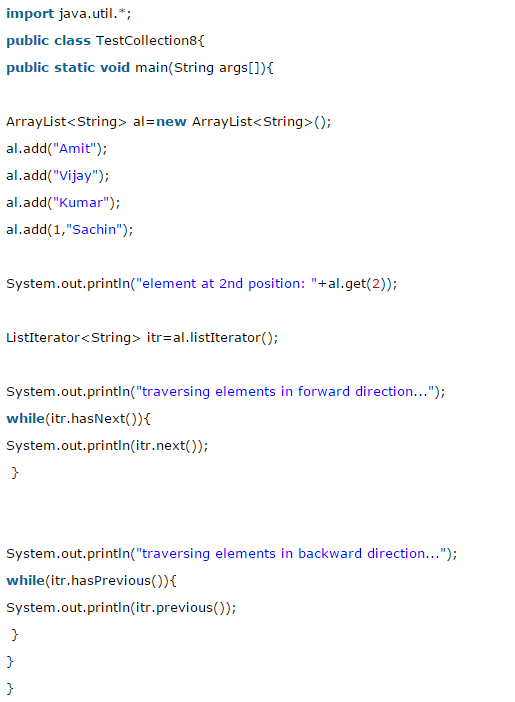 import java.util.*;
public class TestCollection8{
public static void main(String args[]){
ArrayList<String> al=new ArrayList<String>();
al.add("Amit");
al.add("Vijay");
al.add("Kumar");
al.add(1,"Sachin");
System.out.println("element at 2nd position: "+al.get(2));
ListIterator<String> itr=al.listIterator();
System.out.println("traversing elements in forward direction...");
while(itr.hasNext()){
System.out.println(itr.next());
}
System.out.println("traversing elements in backward direction...");
while(itr.hasPrevious()){
System.out.println(itr.previous());
}
}
}